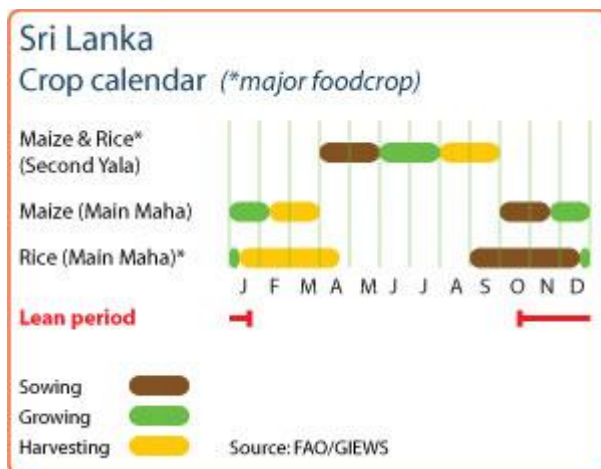 Sri Lanka
Crop calendar (*major foodcrop)
Maize & Rice*
(Second Yala)
Maize (Main Maha)
Rice (Main Maha)*
J F M A M J J A S O N D
Lean period
Sowing
Growing
Harvesting
Source: FAO/GIEWS